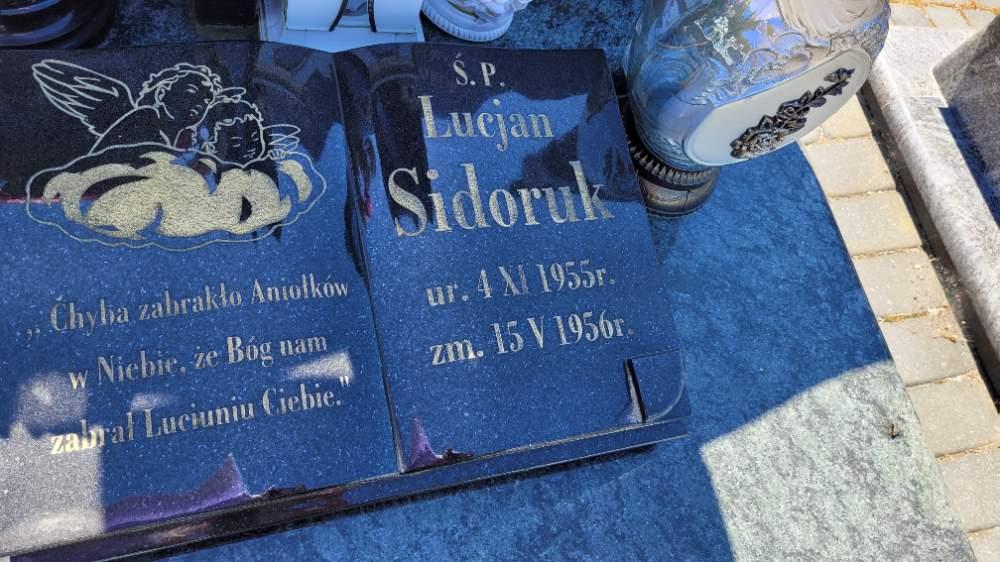 „Chyba zabrakło Aniołków
w Niebie, że Bóg nam
zabrał Luciuniu Ciebie."
Ś.P.
Lucjan
Sidoruk
ur. 4 XI 1955r.
zm. 15 V 1956r.